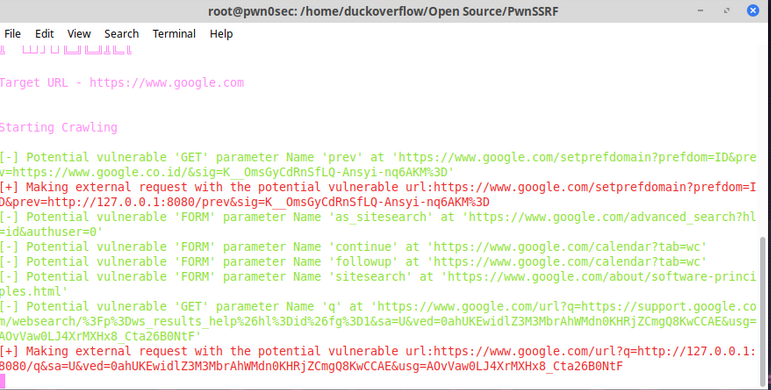 root@pwn0sec: /home/duckoverflow/Open Source/PwnSSRF
File Edit View Search Terminal Help
Target URL - https://www.google.com
Starting Crawling
[-] Potential vulnerable 'GET' parameter Name 'prev' at 'https://www.google.com/setprefdomain?prefdom=ID&pre
v=https://www.google.co.id/&sig=K__OmsGyCdRnSfLQ-Ansyi-nq6AKM%3D'
[+] Making external request with the potential vulnerable url:https://www.google.com/setprefdomain?prefdom=I
D&prev=http://127.0.0.1:8080/prev&sig=K__OmsGyCdRnSfLQ-Ansyi-nq6AKM%3D
[-] Potential vulnerable 'FORM' parameter Name 'as_sitesearch' at 'https://www.google.com/advanced_search?hl
=id&authuser=0'
[-] Potential vulnerable 'FORM' parameter Name 'continue' at 'https://www.google.com/calendar?tab=wc'
[-] Potential vulnerable 'FORM' parameter Name 'followup' at 'https://www.google.com/calendar?tab=wc'
[-] Potential vulnerable 'FORM' parameter Name 'sitesearch' at 'https://www.google.com/about/software-princi
ples.html'
[-] Potential vulnerable 'GET' parameter Name 'q' at 'https://www.google.com/url?q=https://support.google.co
m/websearch/%3Fp%3Dws_results_help%26hl%3Did%26fg%3D1&sa=U&ved=0ahUKEwidlZ3M3MbrAhWMdn0KHRjZCmgQ8KwCCAE&usg=
AOvVaw0LJ4XrMXHx8_Cta26B0NtF'
[+] Making external request with the potential vulnerable url:https://www.google.com/url?q=http://127.0.0.1:
8080/q&sa=U&ved=0ahUKEwidlZ3M3MbrAhWMdn0KHRjZCmgQ8KwCCAE&usg=AOvVaw0LJ4XrMXHx8_Cta26B0NtF